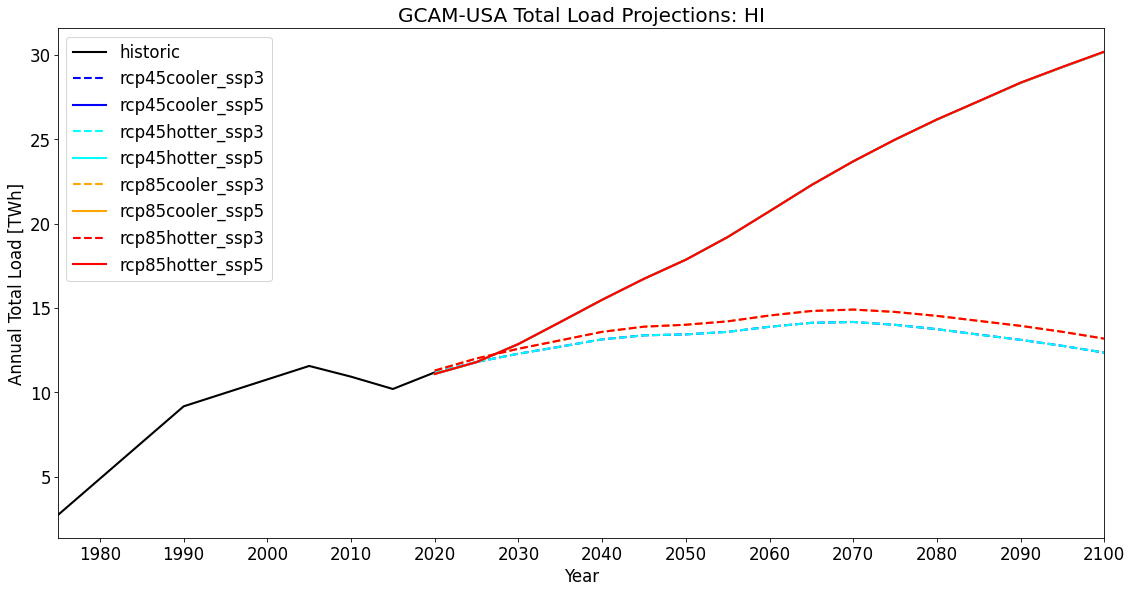 GCAM-USA Total Load Projections: HI
historic
rcp45cooler_ssp3
rcp45cooler_ssp5
rcp45hotter_ssp3
rcp45hotter_ssp5
rcp85cooler_ssp3
rcp85cooler_ssp5
rcp85hotter_ssp3
rcp85hotter_ssp5
Annual Total Load [TWh]
30
25
20
15
10
5
1980 1990 2000 2010 2020 2030 2040 2050 2060 2070 2080 2090 2100
Year